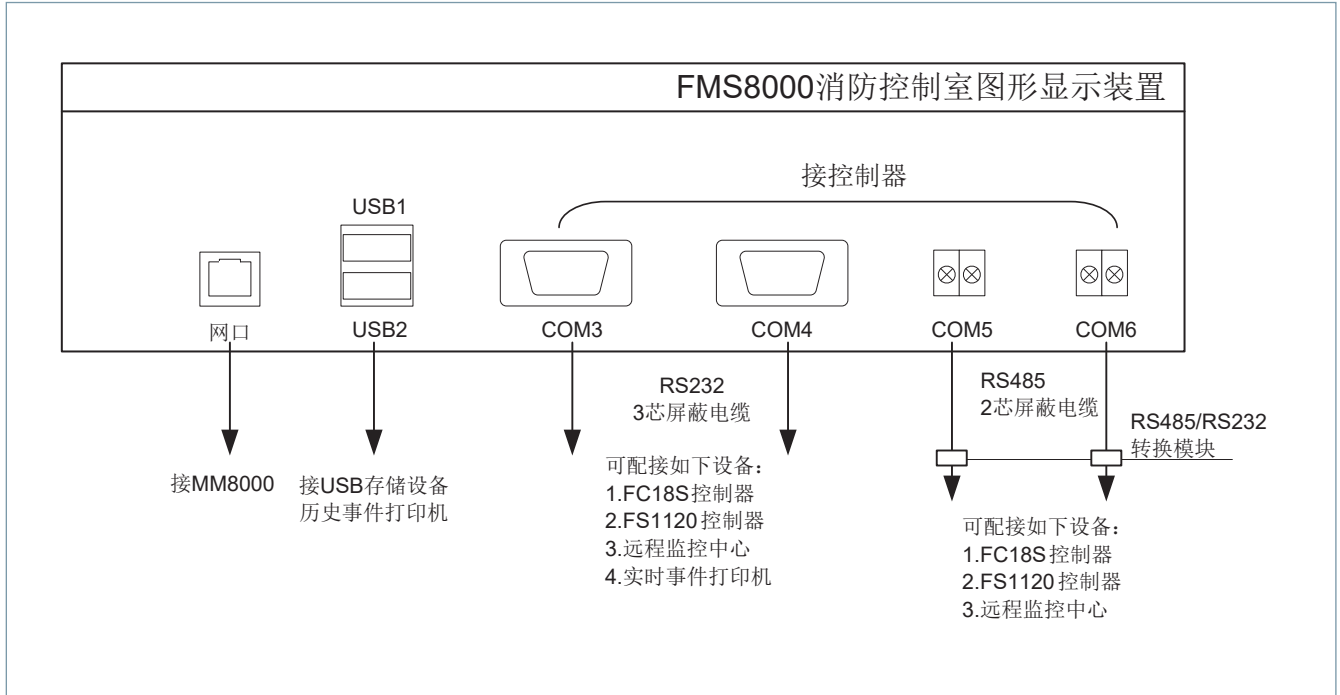 FMS8000消防控制室图形显示装置
接控制器
USB1
网口
USB2
COM3
COM4
COM5
COM6
RS232
3芯屏蔽电缆
RS485
2芯屏蔽电缆
RS485/RS232
转换模块
接MM8000
接USB存储设备
历史事件打印机
可配接如下设备：
1.FC18S控制器
2.FS1120控制器
3.远程监控中心
4.实时事件打印机
可配接如下设备：
1.FC18S控制器
2.FS1120控制器
3.远程监控中心